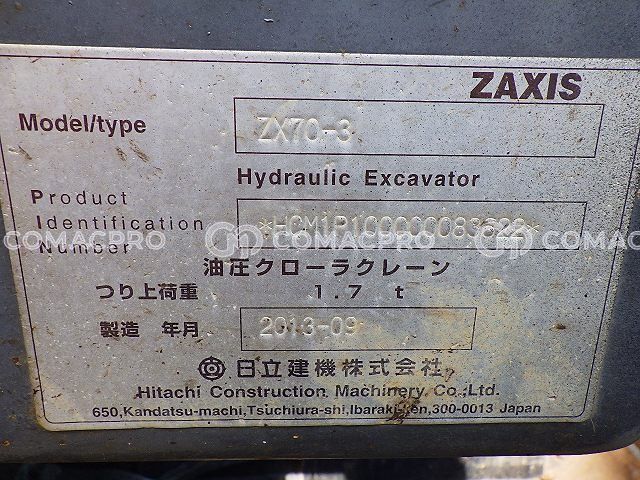 ZAXIS
Model/type
ZX70-3
Hydraulic Excavator
Product
Identification
Number
COMACPRO COMACPRO COMACPRO
油圧クローラクレーン
つり上荷重 1.7 t
製造 年月 2013-09
日立建機株式会社
Hitachi Construction Machinery Co.,Ltd.
650,Kandatsu-machi,Tsuchiura-shi,Ibaraki-ken,300-0013 Japan